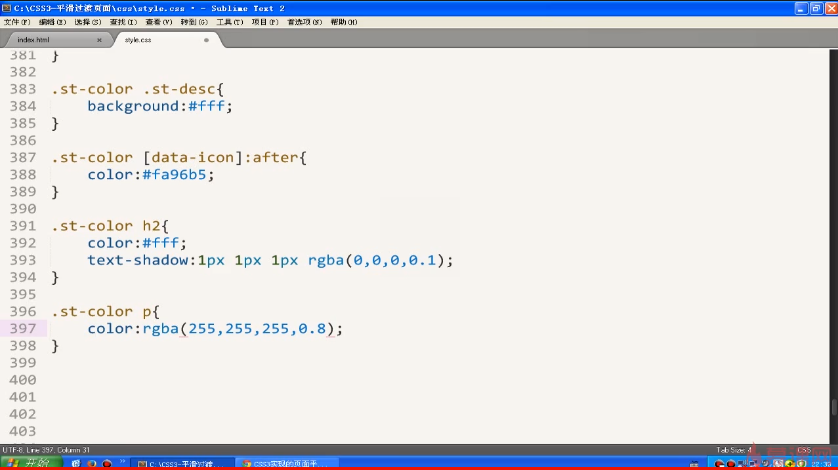 C:\CSS3-平滑过渡页面\css\style.css • - Sublime Text 2
文件(F) 编辑(E) 选择(S) 查找(I) 查看(V) 转到(G) 工具(T) 项目(P) 首选项(S) 帮助(H)
index.html × style.css •
381 }
382
383 .st-color .st-desc{
384 background:#fff;
385 }
386
387 .st-color [data-icon]:after{
388 color:#fa96b5;
389 }
390
391 .st-color h2{
392 color:#fff;
393 text-shadow:1px 1px 1px rgba(0,0,0,0.1);
394 }
395
396 .st-color p{
397 color:rgba(255,255,255,0.8);
398 }
399
400
401
402
403
UTF-8, Line 397, Column 31 Tab Size: 4 CSS
开始 C:\CSS3-平滑过渡... CSS3实现的页面平...